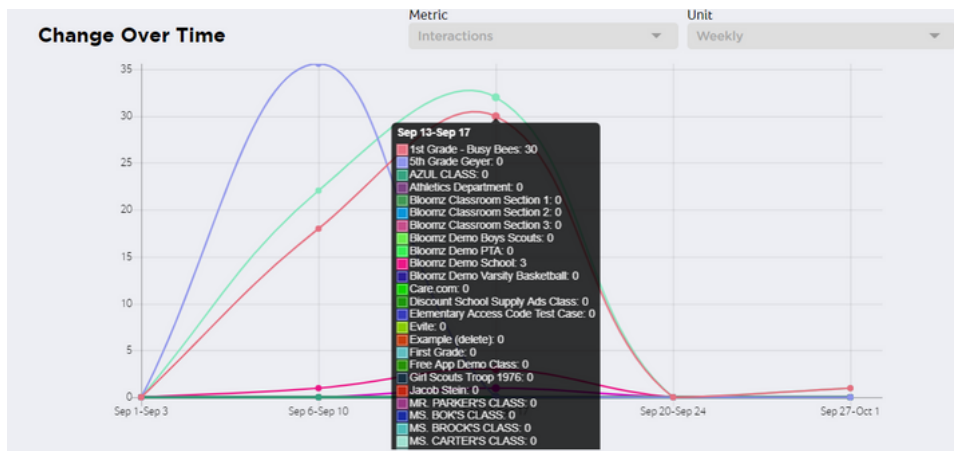 Metric
Unit
Change Over Time
Interactions
Weekly
35
30
25
20
15
10
5
0
Sep 13-Sep 17
1st Grade - Busy Bees: 30
5th Grade Geyer: 0
AZUL CLASS: 0
Athletics Department: 0
Bloomz Classroom Section 1: 0
Bloomz Classroom Section 2: 0
Bloomz Classroom Section 3: 0
Bloomz Demo Boys Scouts: 0
Bloomz Demo PTA: 0
Bloomz Demo School: 3
Bloomz Demo Varsity Basketball: 0
Care.com: 0
Discount School Supply Ads Class: 0
Elementary Access Code Test Case: 0
Evite: 0
Example (delete): 0
First Grade: 0
Free App Demo Class: 0
Girl Scouts Troop 1976: 0
Jacob Stein: 0
MR. PARKER'S CLASS: 0
MS. BOK'S CLASS: 0
MS. BROCK'S CLASS: 0
MS. CARTER'S CLASS: 0
Sep 1-Sep 3
Sep 6-Sep 10
Sep 20-Sep 24
Sep 27-Oct 1